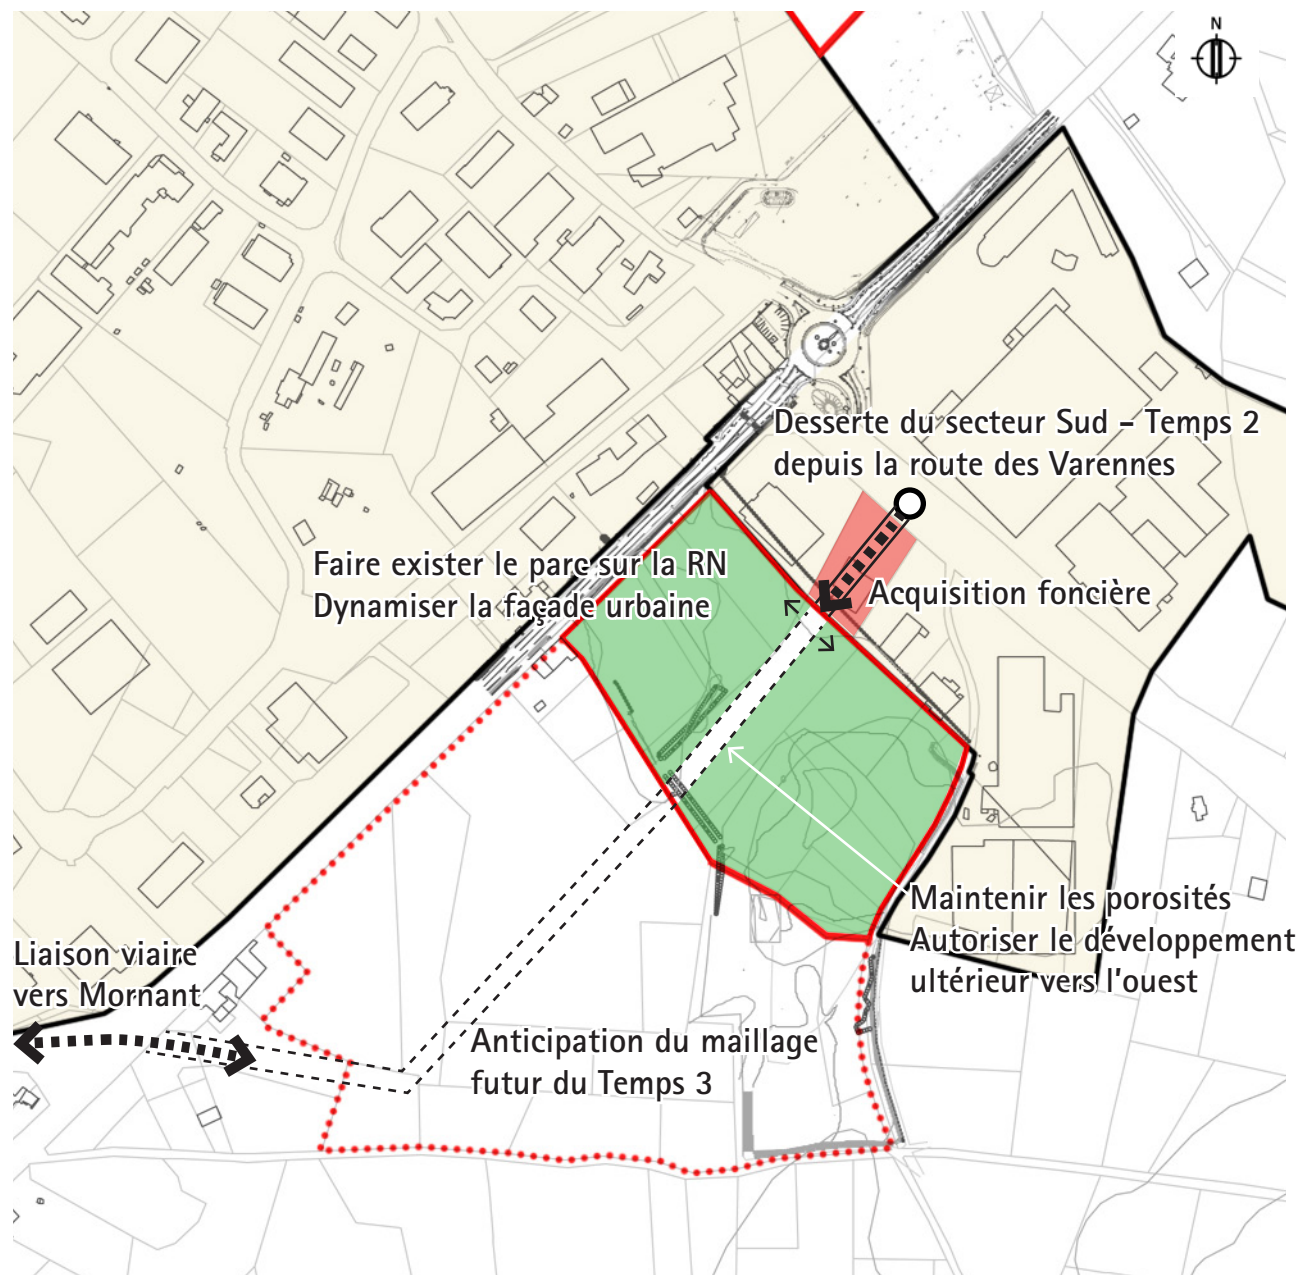 N
Desserte du secteur Sud – Temps 2
depuis la route des Varennes
Faire exister le parc sur la RN
Dynamiser la façade urbaine
Acquisition foncière
Maintenir les porosités
Autoriser le développement
ultérieur vers l'ouest
Liaison viaire
vers Mornant
Anticipation du maillage
futur du Temps 3